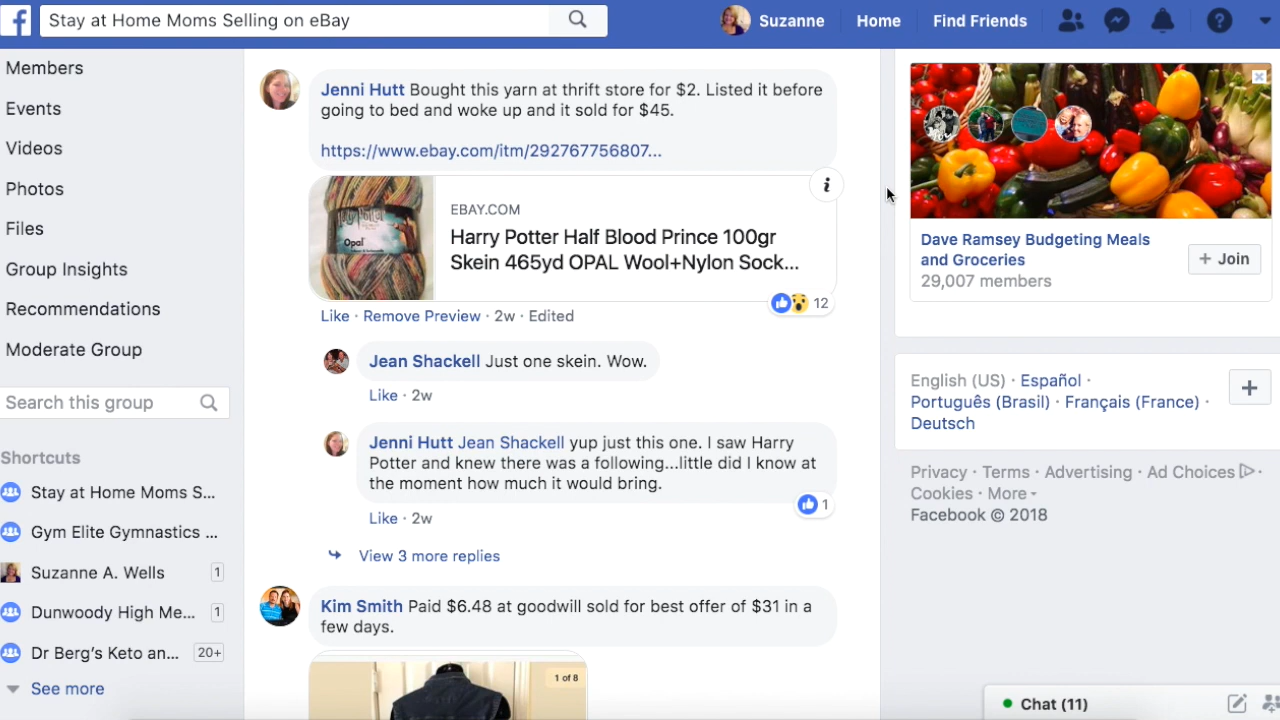 f
Stay at Home Moms Selling on eBay
Suzanne
Home
Find Friends
Members
Events
Videos
Photos
Files
Group Insights
Recommendations
Moderate Group
Search this group
Shortcuts
Stay at Home Moms S...
Gym Elite Gymnastics ...
Suzanne A. Wells 1
Dunwoody High Me... 1
Dr Berg's Keto an... 20+
See more
Jenni Hutt Bought this yarn at thrift store for $2. Listed it before
going to bed and woke up and it sold for $45.
https://www.ebay.com/itm/292767756807...
Opal
i
EBAY.COM
Harry Potter Half Blood Prince 100gr
Skein 465yd OPAL Wool+Nylon Sock...
12
Like · Remove Preview · 2w · Edited
Jean Shackell Just one skein. Wow.
Like · 2w
Jenni Hutt Jean Shackell yup just this one. I saw Harry
Potter and knew there was a following...little did I know at
the moment how much it would bring.
1
Like · 2w
View 3 more replies
Kim Smith Paid $6.48 at goodwill sold for best offer of $31 in a
few days.
1 of 8
Dave Ramsey Budgeting Meals
and Groceries
29,007 members
+ Join
English (US) · Español ·
Português (Brasil) · Français (France) ·
Deutsch
Privacy · Terms · Advertising · Ad Choices ·
Cookies · More
Facebook © 2018
Chat (11)